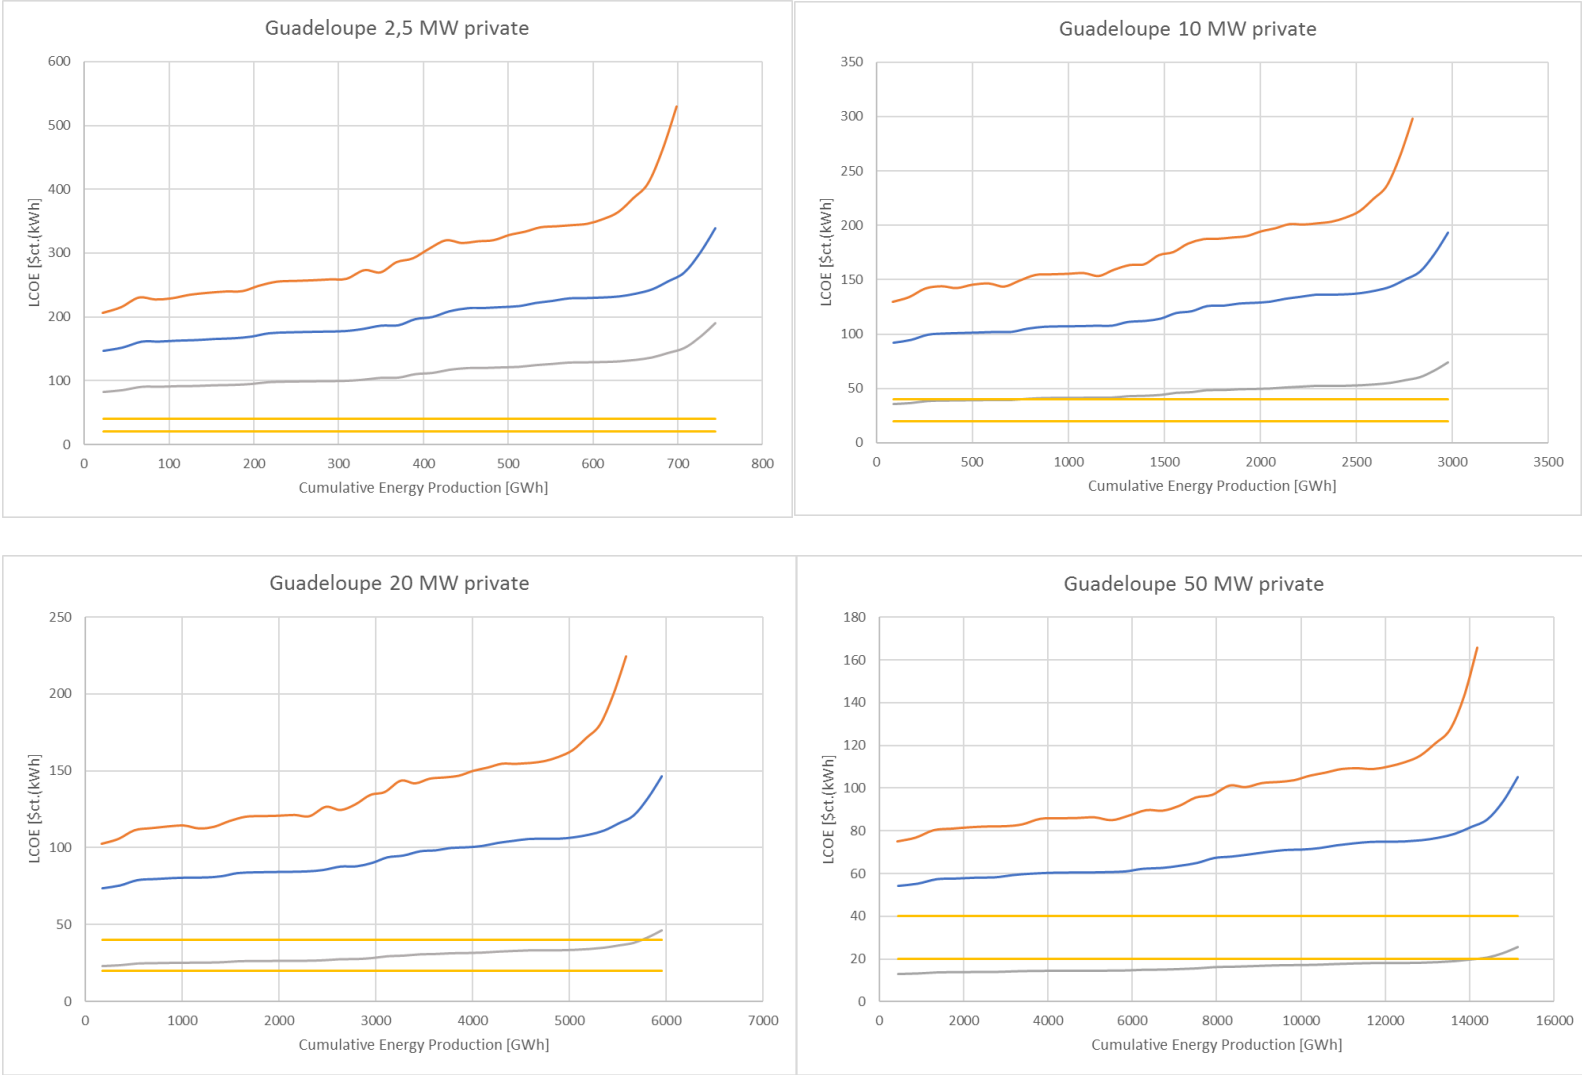 Guadeloupe 2,5 MW private
600
500
400
300
200
100
0
LCOE [$ct.(kWh]
0 100 200 300 400 500 600 700 800
Cumulative Energy Production [GWh]
Guadeloupe 10 MW private
350
300
250
200
150
100
50
0
LCOE [$ct.(kWh]
0 500 1000 1500 2000 2500 3000 3500
Cumulative Energy Production [GWh]
Guadeloupe 20 MW private
250
200
150
100
50
0
LCOE [$ct.(kWh]
0 1000 2000 3000 4000 5000 6000 7000
Cumulative Energy Production [GWh]
Guadeloupe 50 MW private
180
160
140
120
100
80
60
40
20
0
LCOE [$ct.(kWh]
0 2000 4000 6000 8000 10000 12000 14000 16000
Cumulative Energy Production [GWh]